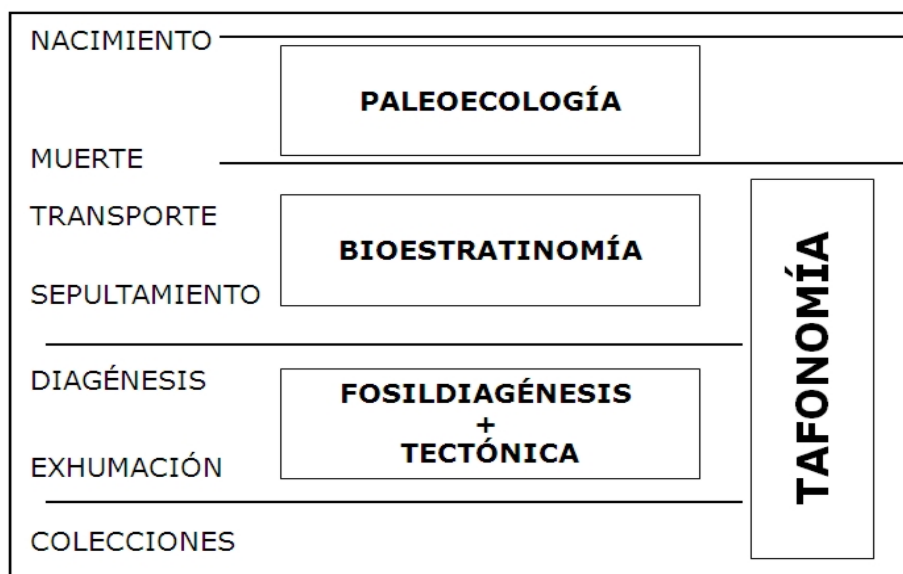 NACIMIENTO
PALEOECOLOGÍA
MUERTE
TRANSPORTE
BIOESTRATINOMÍA
SEPULTAMIENTO
DIAGÉNESIS
FOSILDIAGÉNESIS
+
TECTÓNICA
EXHUMACIÓN
COLECCIONES
TAFONOMÍA